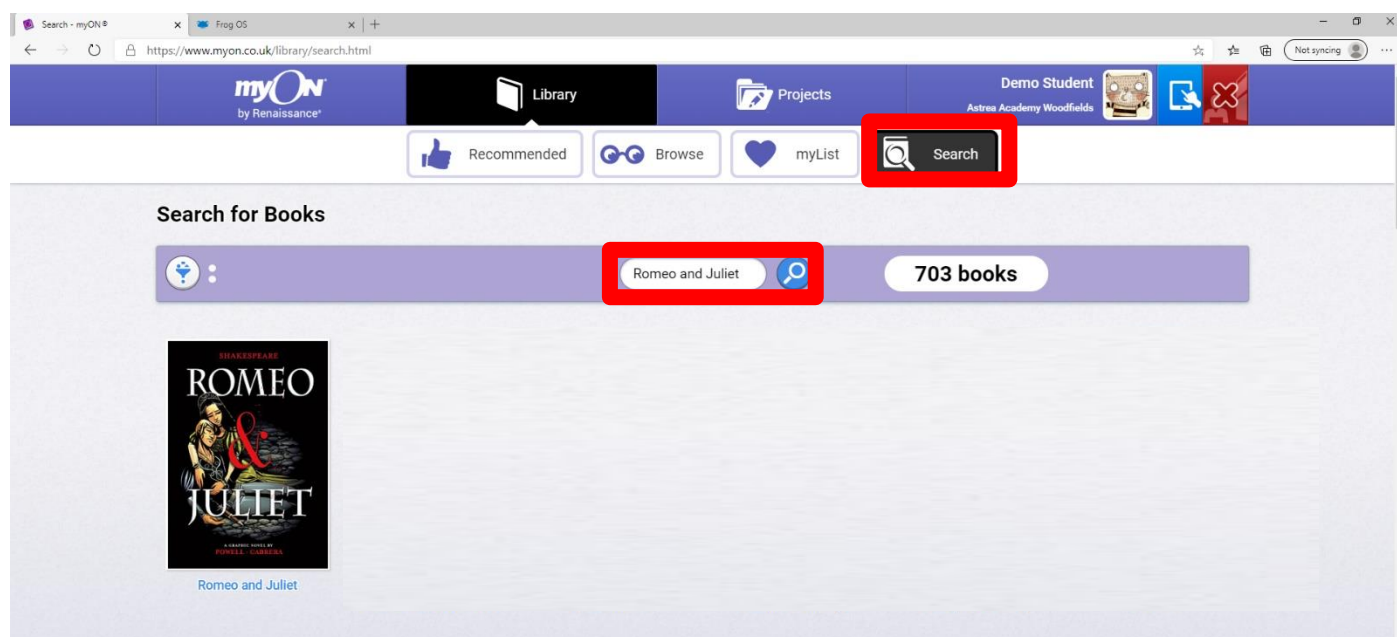 Search - myON®
Frog OS
https://www.myon.co.uk/library/search.html
Not syncing
myON®
by Renaissance®
Library
Projects
Demo Student
Astrea Academy Woodfields
Recommended
Browse
myList
Search
Search for Books
:
Romeo and Juliet
703 books
SHAKESPEARE
ROMEO
&
JULIET
A GRAPHIC NOVEL BY
POWELL · CABRERA
Romeo and Juliet